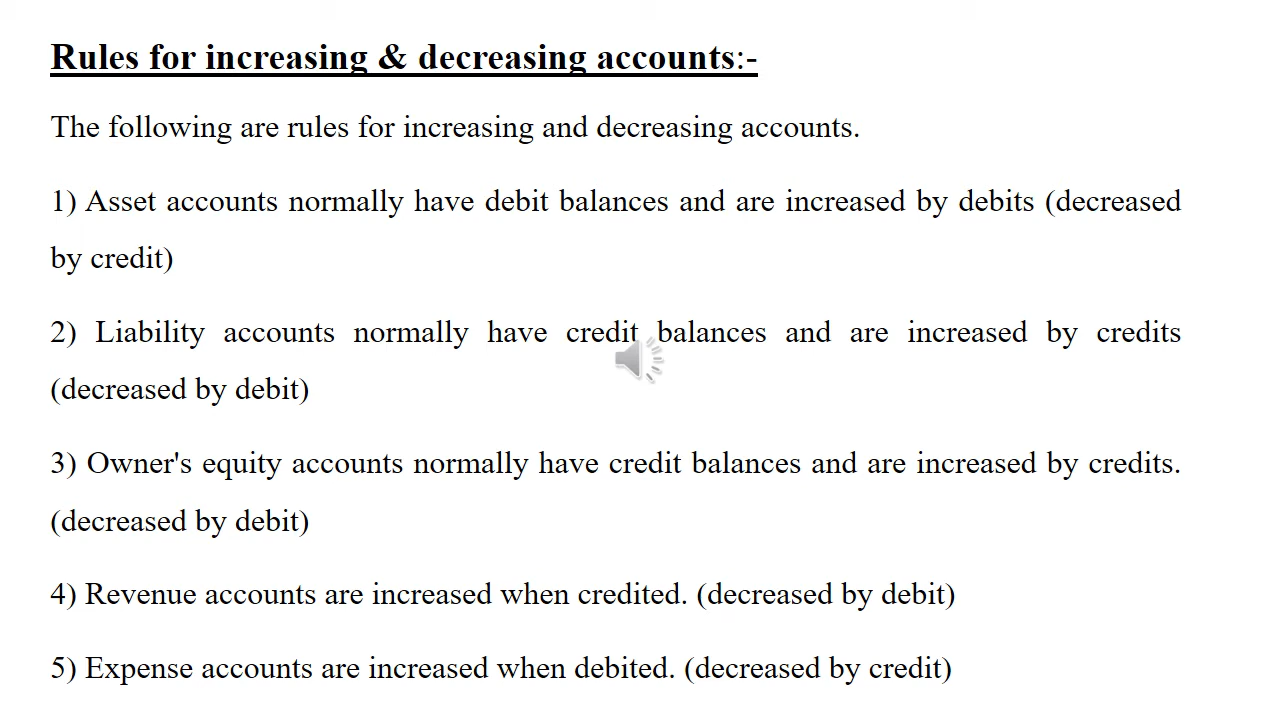 Rules for increasing & decreasing accounts:-
The following are rules for increasing and decreasing accounts.
1) Asset accounts normally have debit balances and are increased by debits (decreased
by credit)
2) Liability accounts normally have credit balances and are increased by credits
(decreased by debit)
3) Owner's equity accounts normally have credit balances and are increased by credits.
(decreased by debit)
4) Revenue accounts are increased when credited. (decreased by debit)
5) Expense accounts are increased when debited. (decreased by credit)